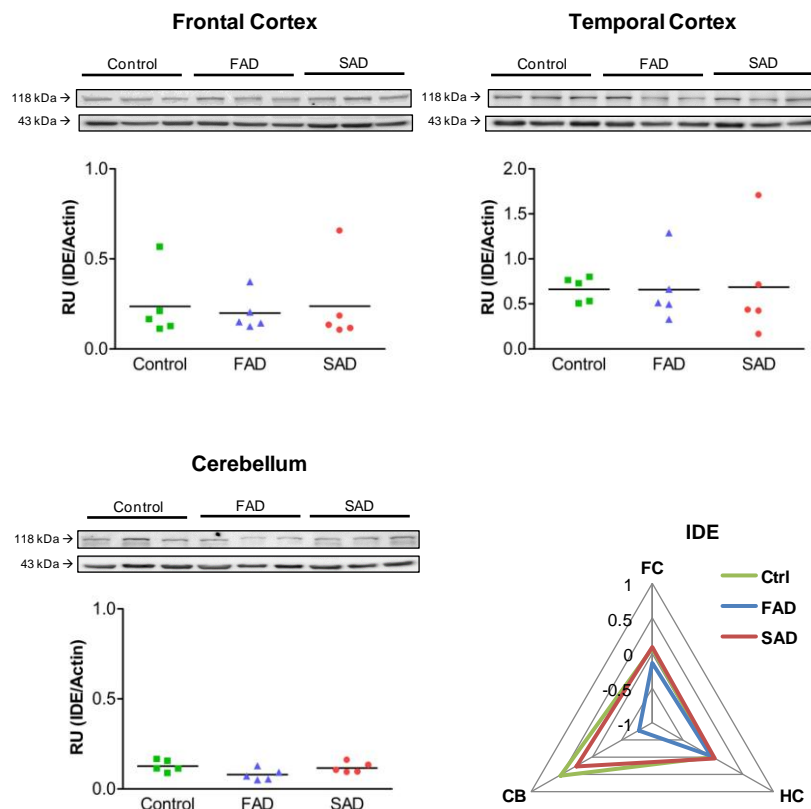 Frontal Cortex
Control FAD SAD
118 kDa →
43 kDa →
1.0
0.5
0.0
RU (IDE/Actin)
Control FAD SAD
Temporal Cortex
Control FAD SAD
118 kDa →
43 kDa →
2.0
1.5
1.0
0.5
0.0
RU (IDE/Actin)
Control FAD SAD
Cerebellum
Control FAD SAD
118 kDa →
43 kDa →
1.0
0.5
0.0
RU (IDE/Actin)
Control FAD SAD
IDE
FC
1
0.5
0
-0.5
-1
CB
HC
Ctrl
FAD
SAD